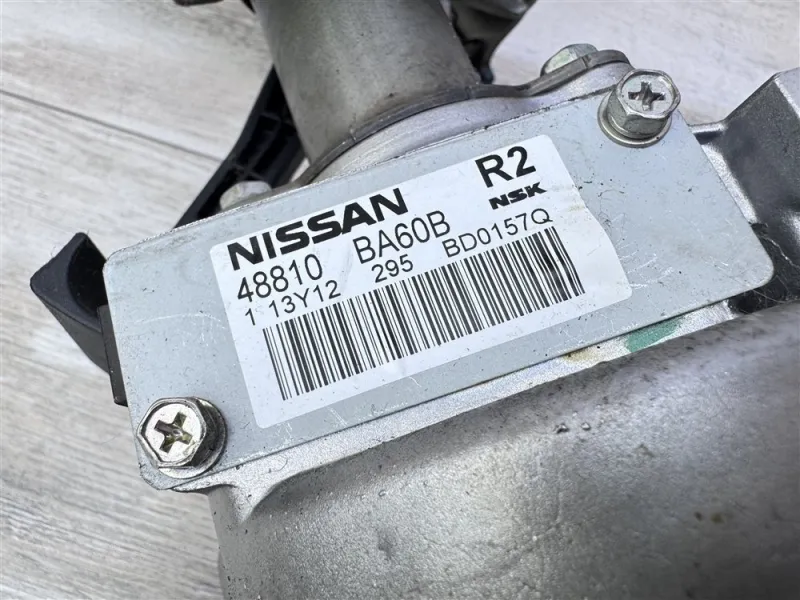 NISSAN R2
48810 BA60B NSK
1 13Y12 295 BD0157Q